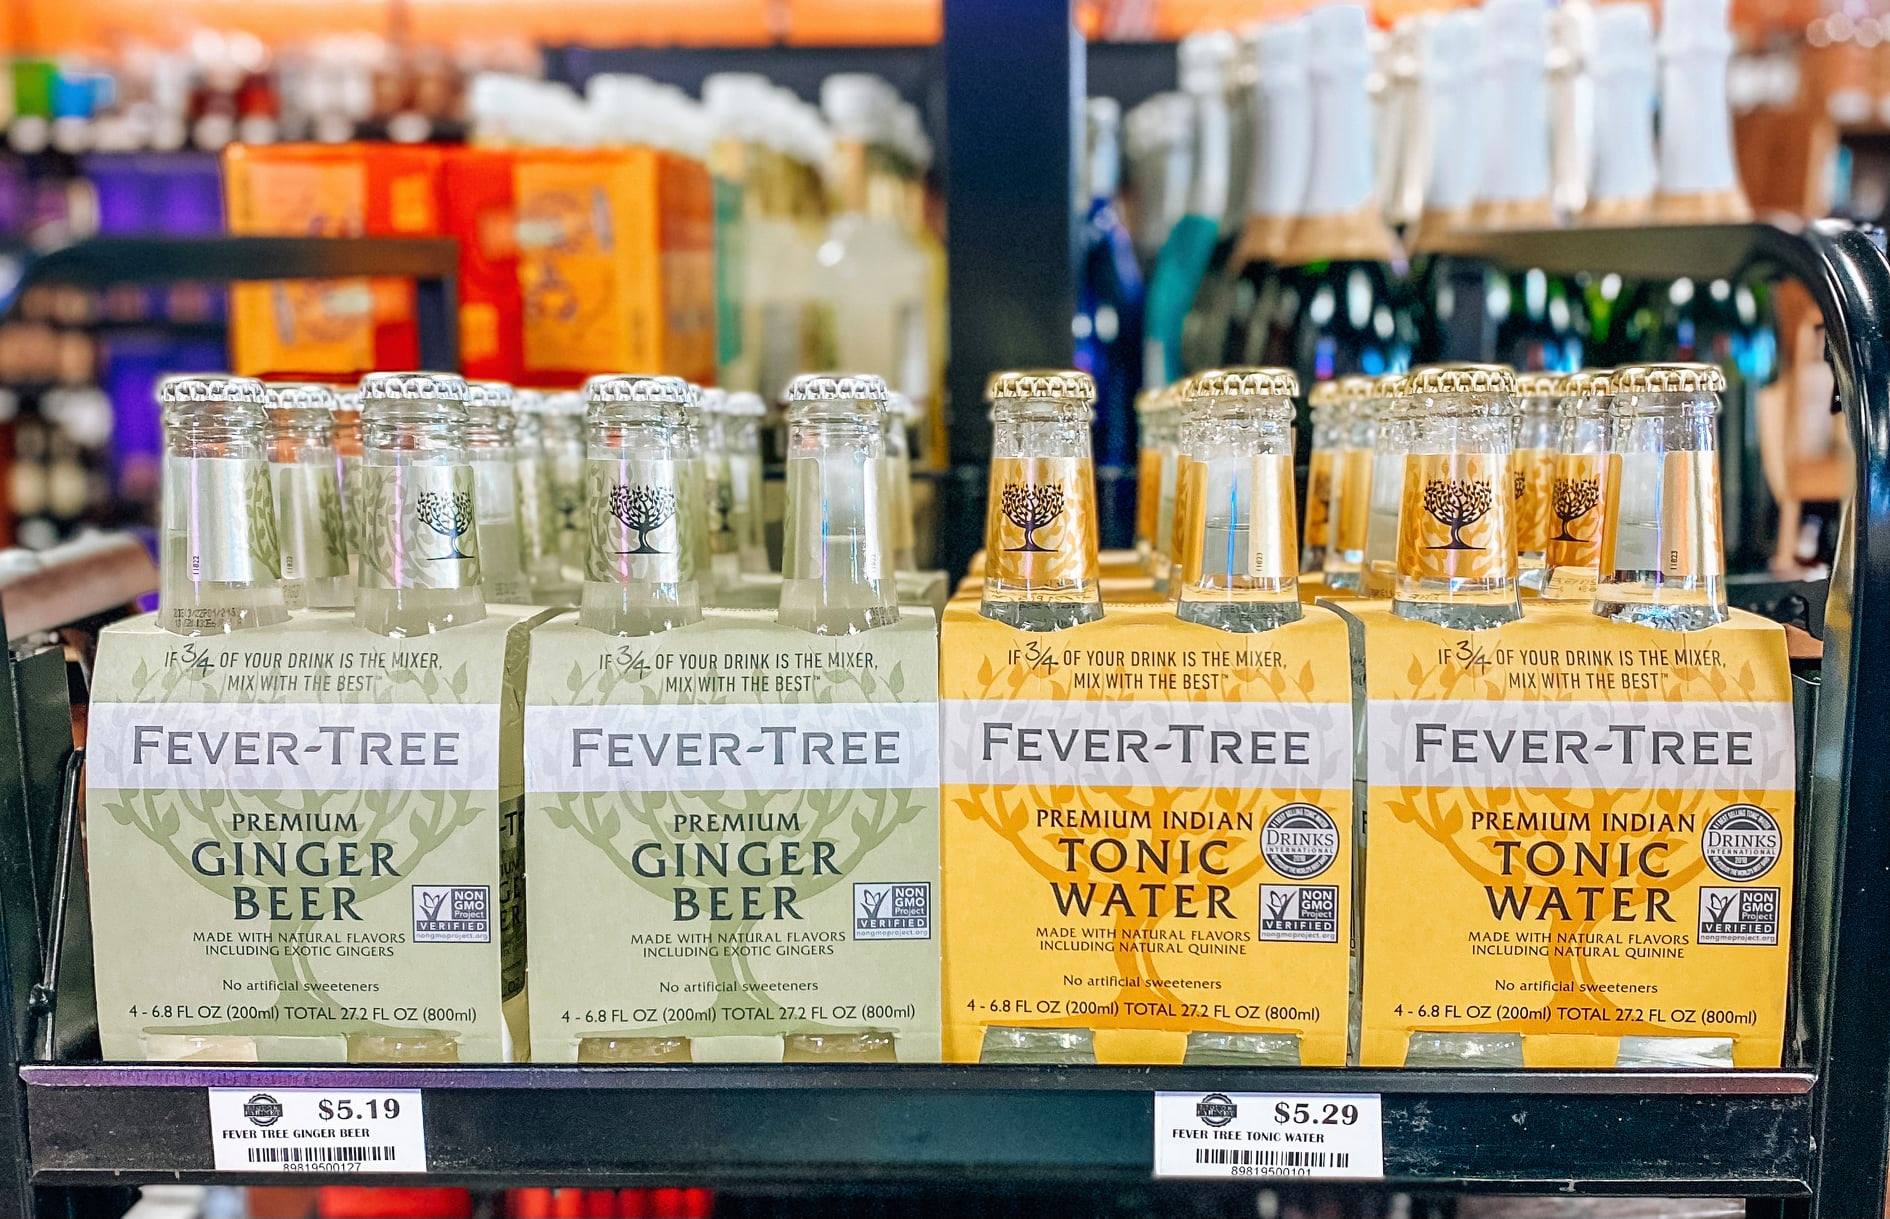 IF 3/4 OF YOUR DRINK IS THE MIXER,
MIX WITH THE BEST™
FEVER-TREE
PREMIUM
GINGER
BEER
NON
GMO
Project
VERIFIED
nongmoproject.org
MADE WITH NATURAL FLAVORS
INCLUDING EXOTIC GINGERS
No artificial sweeteners
4 - 6.8 FL OZ (200ml) TOTAL 27.2 FL OZ (800ml)
IF 3/4 OF YOUR DRINK IS THE MIXER,
MIX WITH THE BEST™
FEVER-TREE
PREMIUM
GINGER
BEER
NON
GMO
Project
VERIFIED
nongmoproject.org
MADE WITH NATURAL FLAVORS
INCLUDING EXOTIC GINGERS
No artificial sweeteners
4 - 6.8 FL OZ (200ml) TOTAL 27.2 FL OZ (800ml)
IF 3/4 OF YOUR DRINK IS THE MIXER,
MIX WITH THE BEST™
FEVER-TREE
PREMIUM INDIAN
TONIC
WATER
DRINKS
INTERNATIONAL
NON
GMO
Project
VERIFIED
nongmoproject.org
MADE WITH NATURAL FLAVORS
INCLUDING NATURAL QUININE
No artificial sweeteners
4 - 6.8 FL OZ (200ml) TOTAL 27.2 FL OZ (800ml)
IF 3/4 OF YOUR DRINK IS THE MIXER,
MIX WITH THE BEST™
FEVER-TREE
PREMIUM INDIAN
TONIC
WATER
DRINKS
INTERNATIONAL
NON
GMO
Project
VERIFIED
nongmoproject.org
MADE WITH NATURAL FLAVORS
INCLUDING NATURAL QUININE
No artificial sweeteners
4 - 6.8 FL OZ (200ml) TOTAL 27.2 FL OZ (800ml)
$5.19
FEVER TREE GINGER BEER
89819500127
$5.29
FEVER TREE TONIC WATER
89819500101